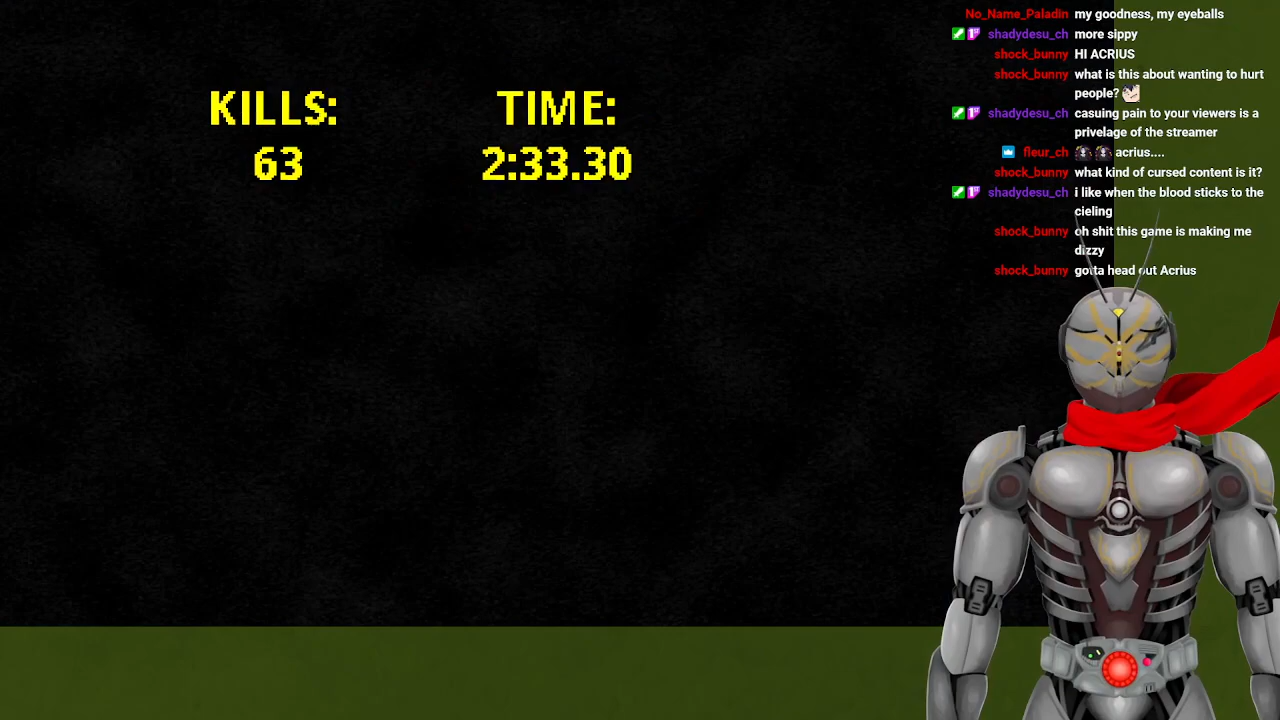 KILLS:
63
TIME:
2:33.30
No_Name_Paladin my goodness, my eyeballs
shadydesu_ch more sippy
shock_bunny HI ACRIUS
shock_bunny what is this about wanting to hurt
people?
shadydesu_ch casuing pain to your viewers is a
privelage of the streamer
fleur_ch acrius....
shock_bunny what kind of cursed content is it?
shadydesu_ch i like when the blood sticks to the
cieling
shock_bunny oh shit this game is making me
dizzy
shock_bunny gotta head out Acrius